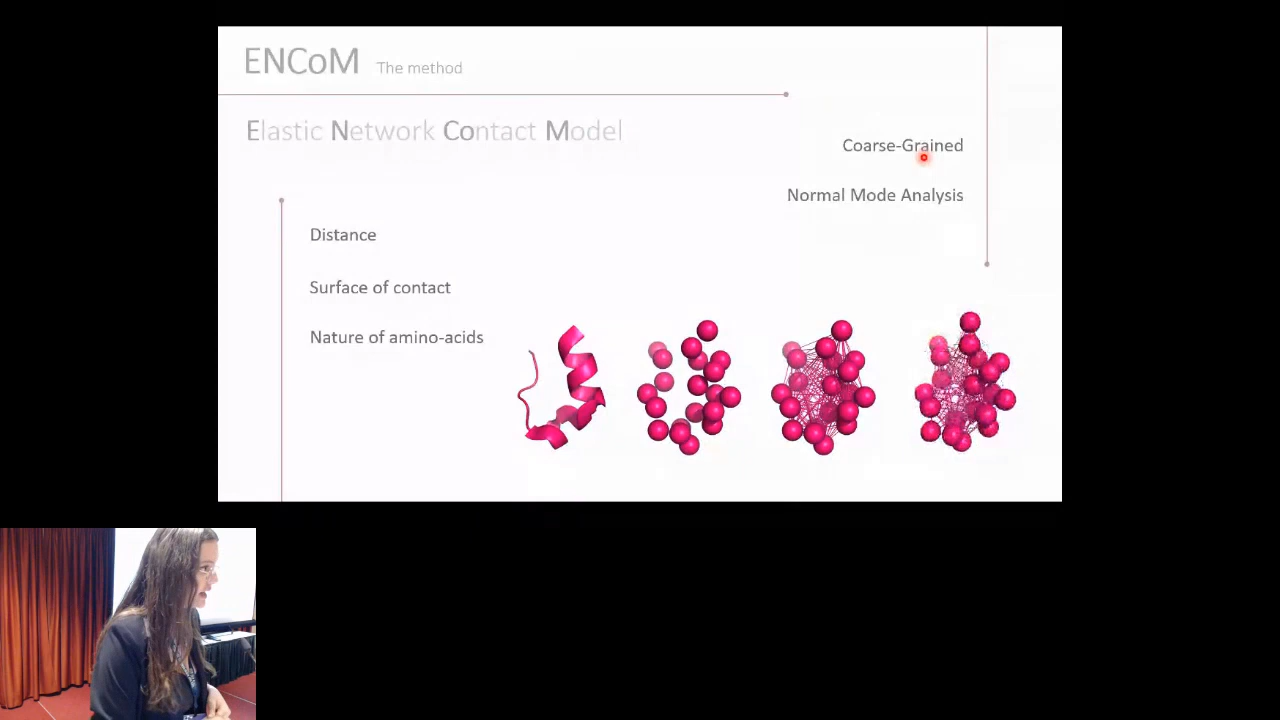 ENCoM The method
Elastic Network Contact Model
Coarse-Grained
Normal Mode Analysis
Distance
Surface of contact
Nature of amino-acids